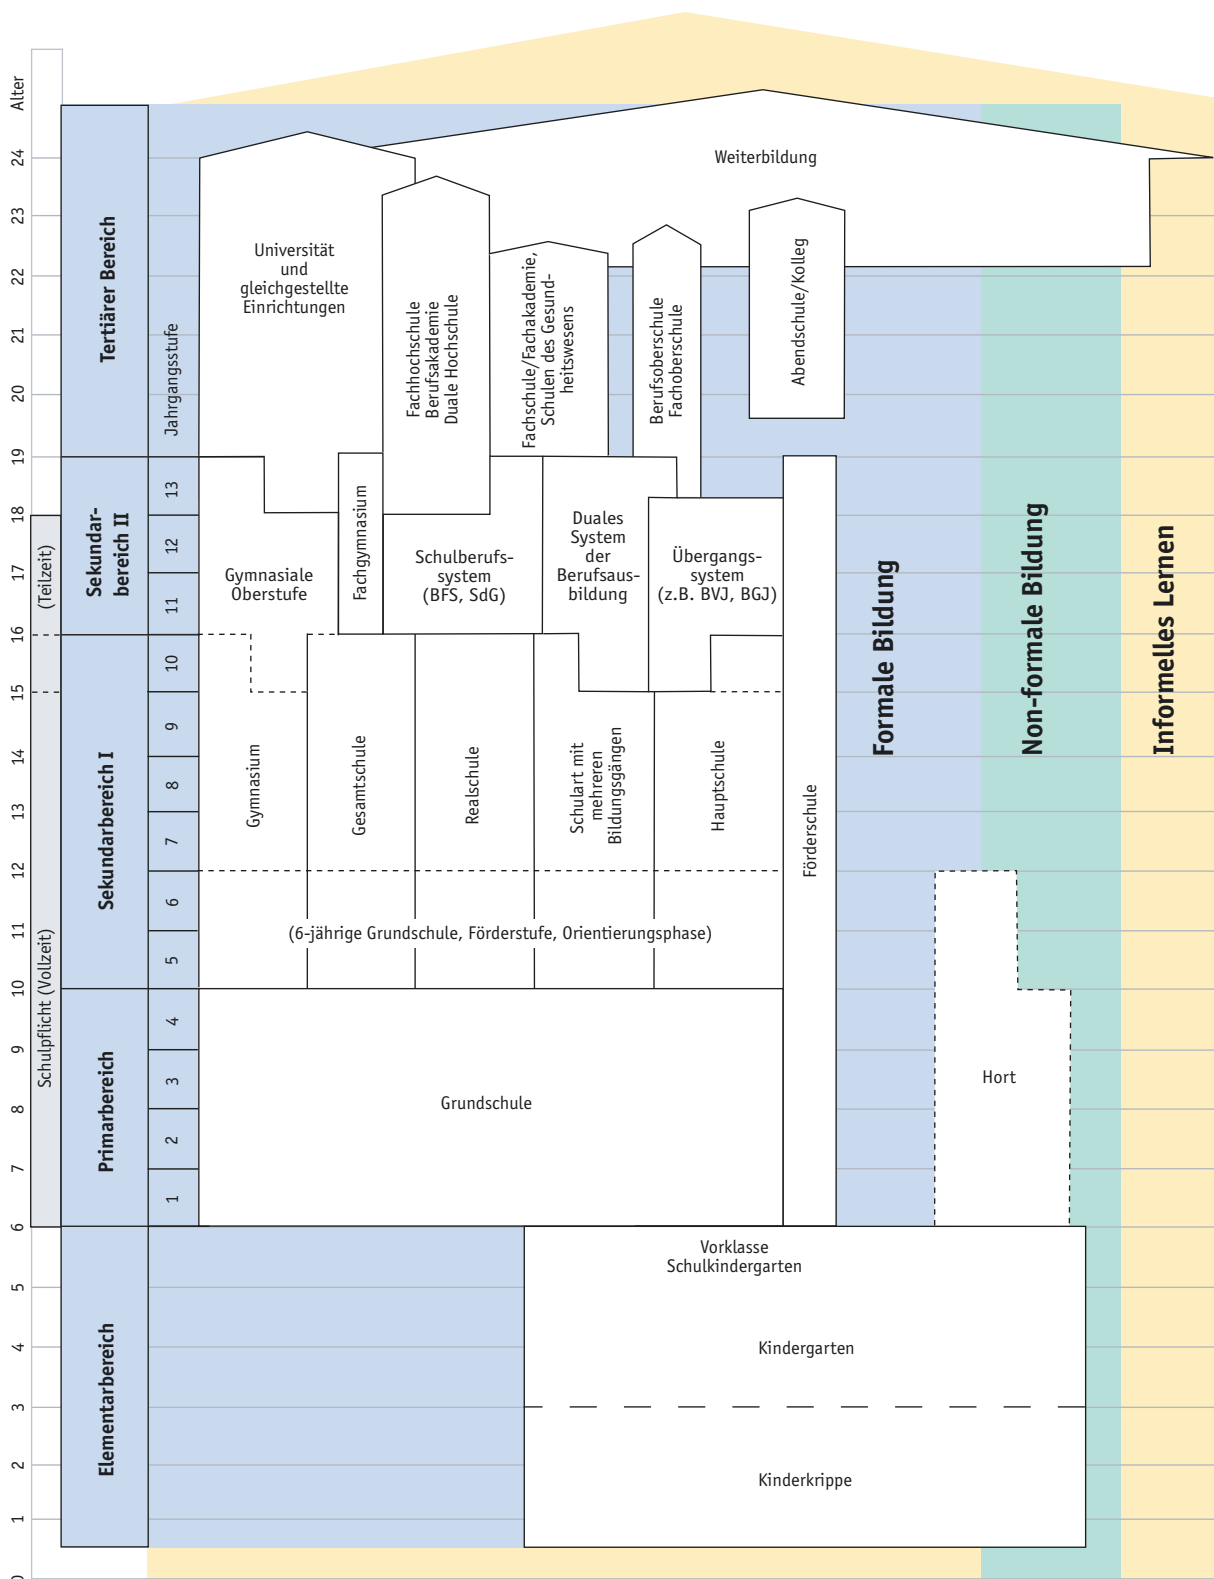 Alter
24
23
22
21
20
19
18
17
16
15
14
13
12
11
10
9
8
7
6
5
4
3
2
1
0
(Teilzeit)
Schulpflicht (Vollzeit)
Tertiärer Bereich
Sekundar-
bereich II
Sekundarbereich I
Primarbereich
Elementarbereich
Jahrgangsstufe
13
12
11
10
9
8
7
6
5
4
3
2
1
Weiterbildung
Universität
und
gleichgestellte
Einrichtungen
Fachhochschule
Berufsakademie
Duale Hochschule
Fachschule/Fachakademie,
Schulen des Gesund-
heitswesens
Berufsoberschule
Fachoberschule
Abendschule/Kolleg
Gymnasiale
Oberstufe
Fachgymnasium
Schulberufs-
system
(BFS, SdG)
Duales
System
der
Berufsaus-
bildung
Übergangs-
system
(z.B. BVJ, BGJ)
Gymnasium
Gesamtschule
Realschule
Schulart mit
mehreren
Bildungsgängen
Hauptschule
Förderschule
(6-jährige Grundschule, Förderstufe, Orientierungsphase)
Grundschule
Hort
Vorklasse
Schulkindergarten
Kindergarten
Kinderkrippe
Formale Bildung
Non-formale Bildung
Informelles Lernen